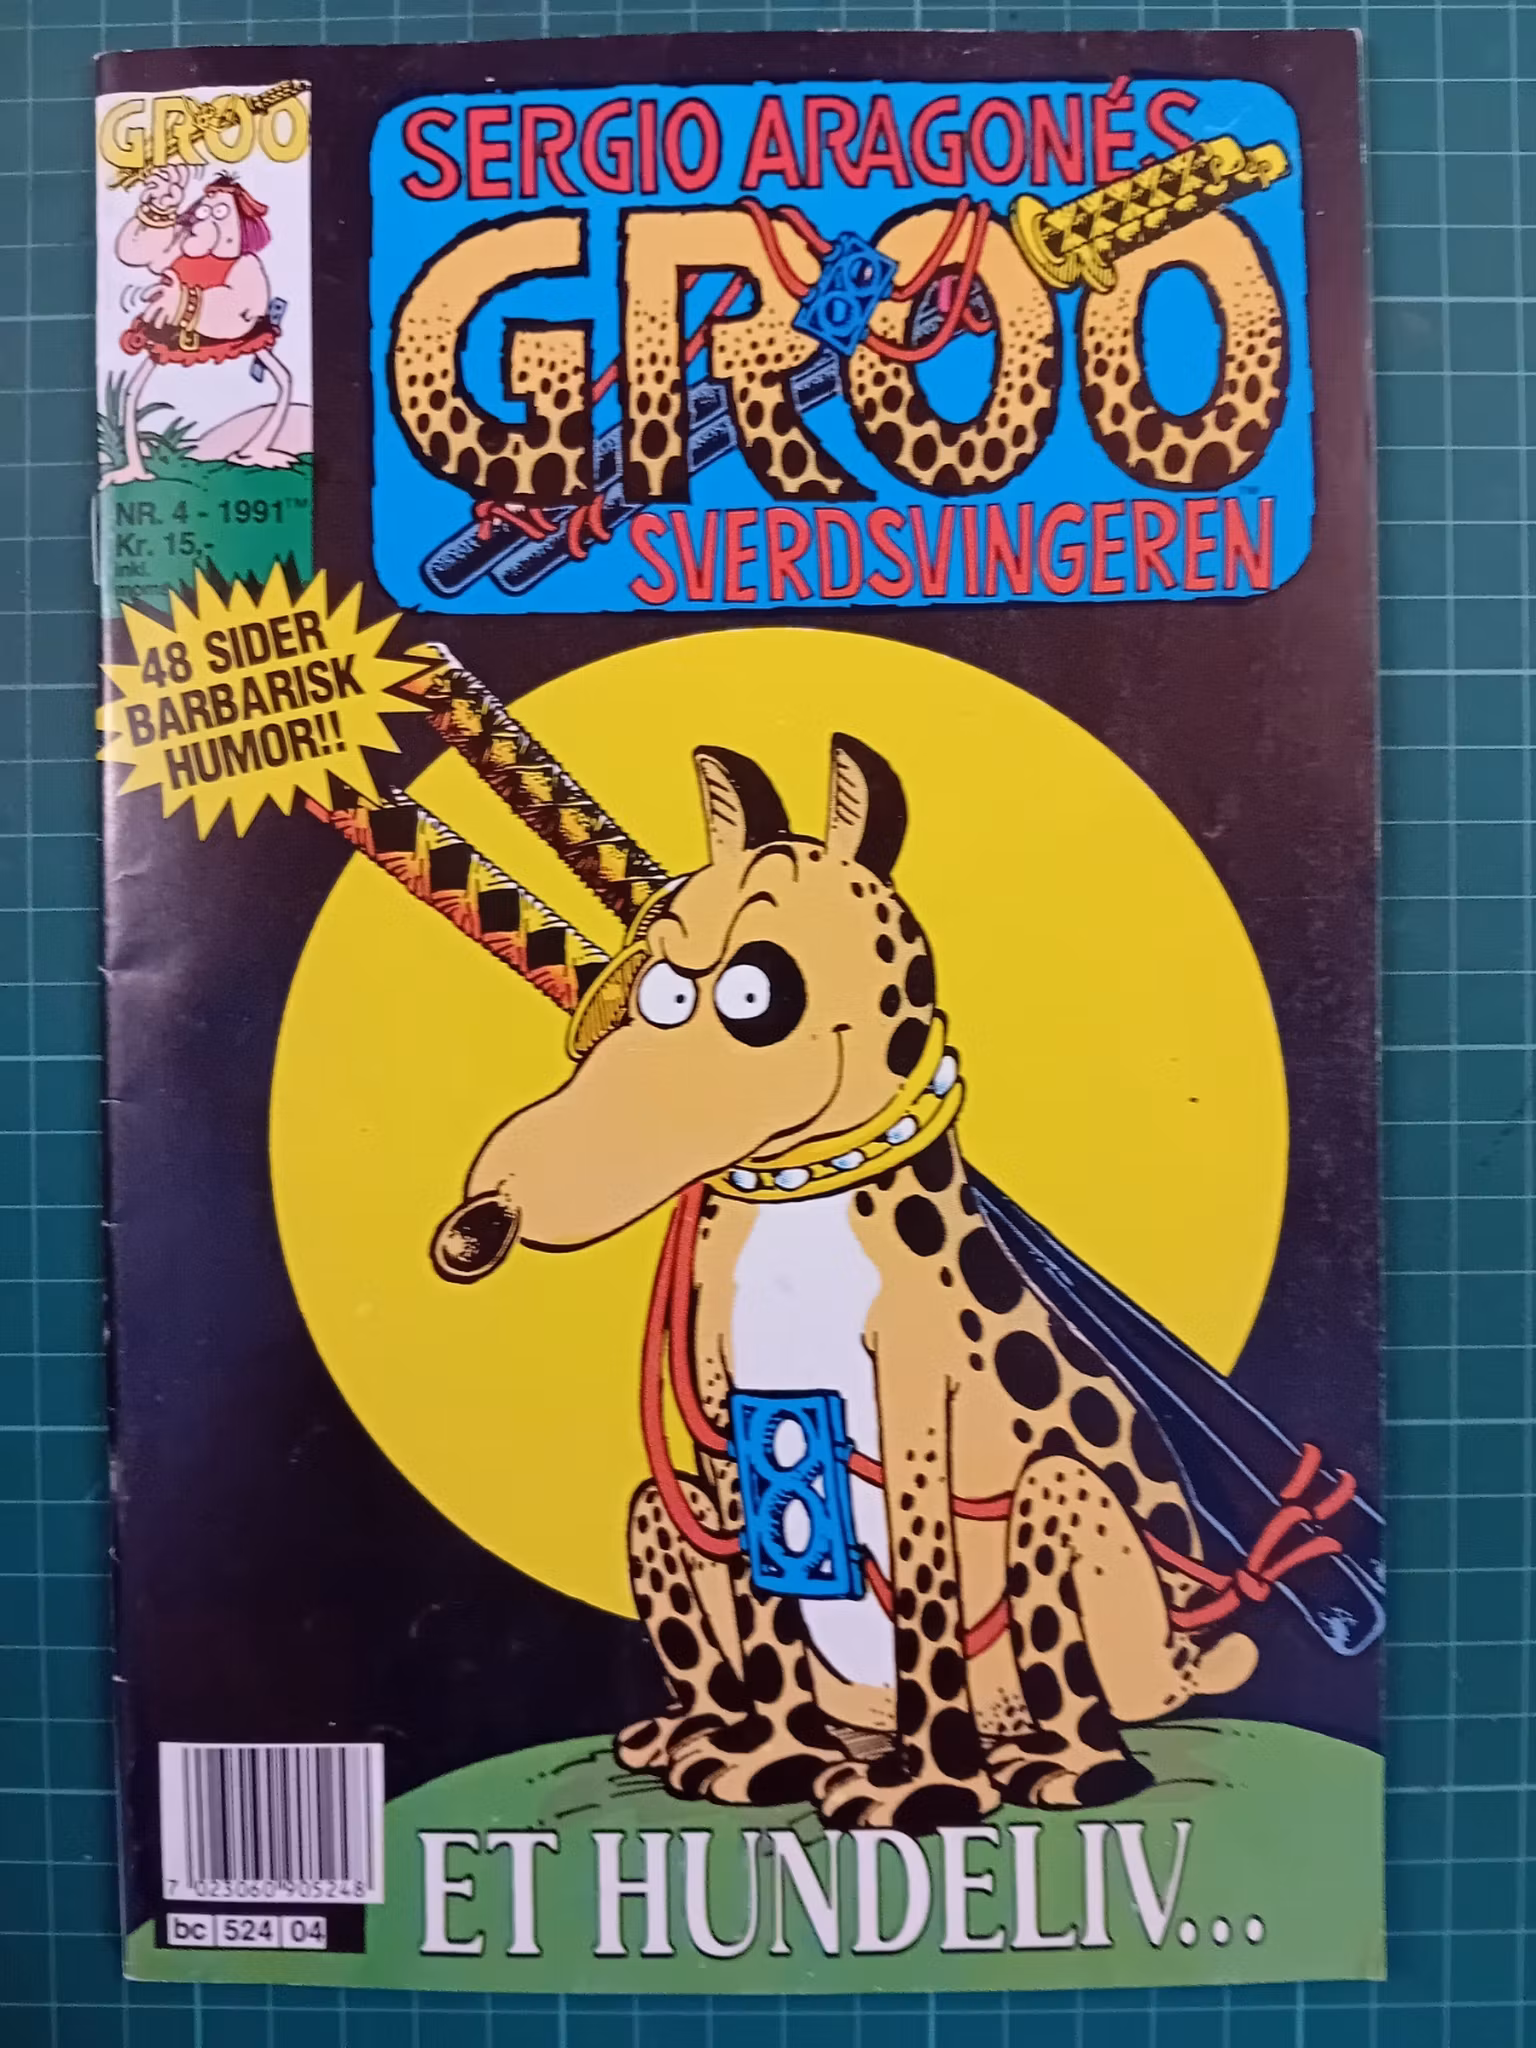 GROO
NR. 4 - 1991™
Kr. 15,-
inkl.
moms
SERGIO ARAGONÉS
GROO
SVERDSVINGEREN
48 SIDER
BARBARISK
HUMOR!!
7 023060 905248
bc 524 04
ET HUNDELIV...